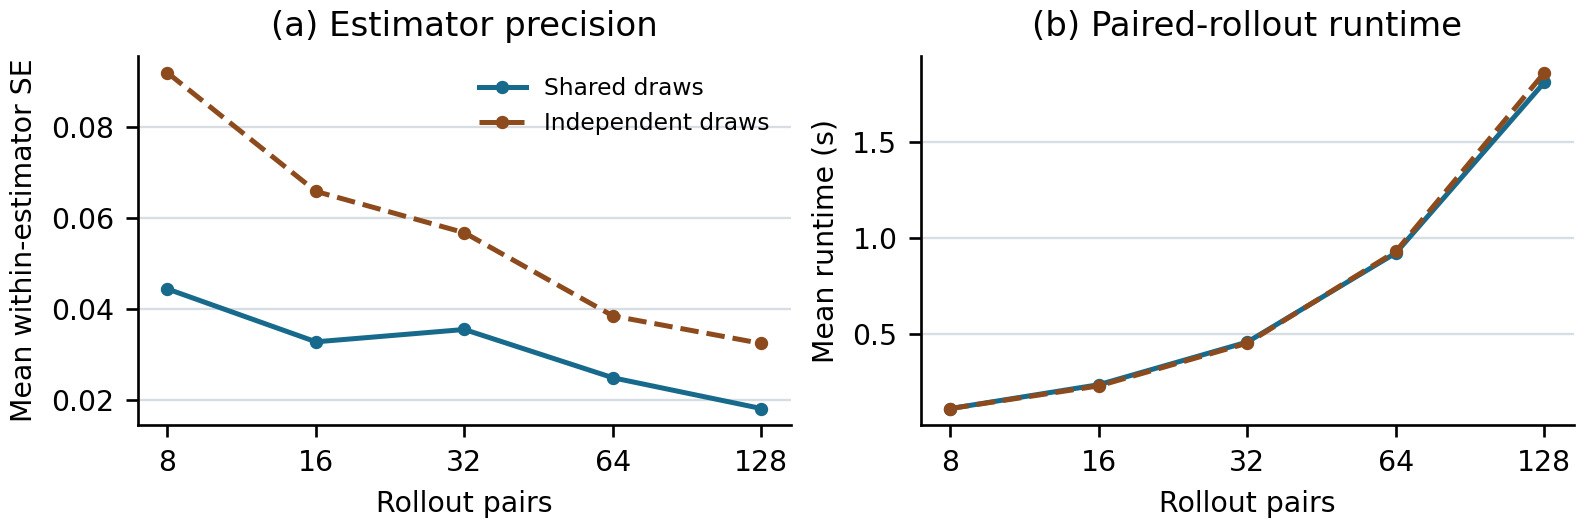 (a) Estimator precision
Mean within-estimator SE
0.08
0.06
0.04
0.02
Shared draws
Independent draws
8 16 32 64 128
Rollout pairs
(b) Paired-rollout runtime
Mean runtime (s)
1.5
1.0
0.5
8 16 32 64 128
Rollout pairs